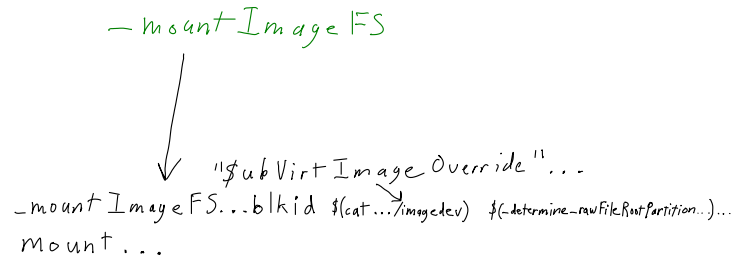 _mountImageFS
"$ubVirtImageOverride"...
_mountImageFS...blkid $(cat .../imagedev) $(_determine_rawFileRootPartition...)...
mount...